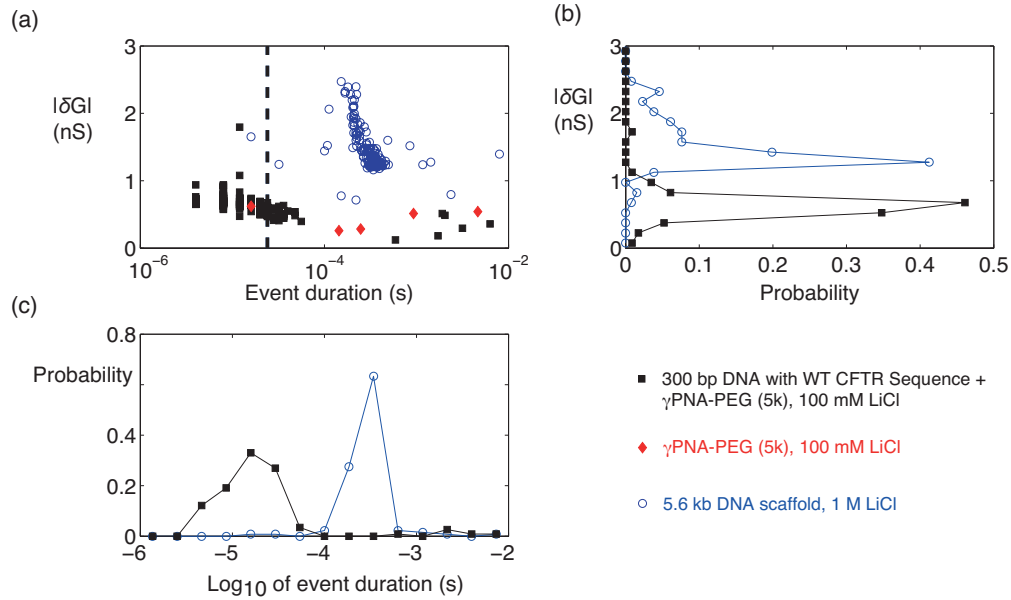 (a)
3
2
|δG|
(nS)
1
0
10⁻⁶
10⁻⁴
10⁻²
Event duration (s)
(b)
3
|δG|
2
(nS)
1
0
0
0.1
0.2
0.3
0.4
0.5
Probability
(c)
0.8
Probability
0.4
0.2
0
−6
−5
−4
−3
−2
Log₁₀ of event duration (s)
300 bp DNA with WT CFTR Sequence +
γPNA-PEG (5k), 100 mM LiCl
γPNA-PEG (5k), 100 mM LiCl
5.6 kb DNA scaffold, 1 M LiCl